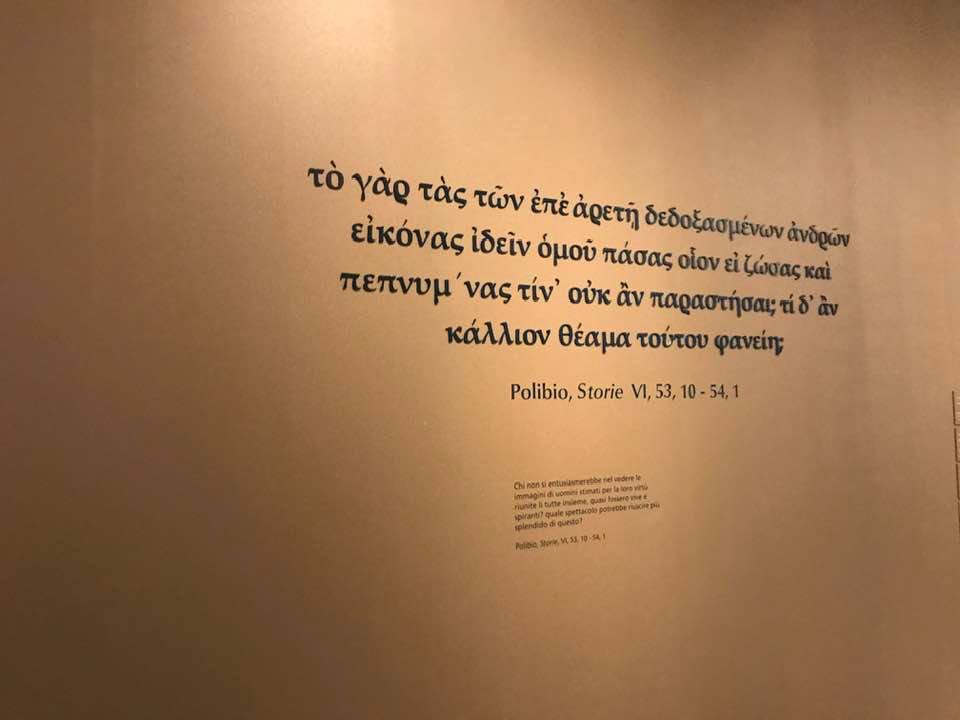 τὸ γὰρ τὰς τῶν ἐπὲ ἀρετῇ δεδοξασμένων ἀνδρῶν
εἰκόνας ἰδεῖν ὁμοῦ πάσας οἷον εἰ ζώσας καὶ
πεπνυμ´νας τίν᾽ οὐκ ἂν παραστήσαι; τί δ᾽ ἂν
κάλλιον θέαμα τούτου φανείη;
Polibio, Storie VI, 53, 10 - 54, 1
Chi non si entusiasmerebbe nel vedere le
immagini di uomini stimati per la loro virtù
riunite lì tutte insieme, quasi fossero vive e
spiranti? quale spettacolo potrebbe riuscire più
splendido di questo?
Polibio, Storie, VI, 53, 10 - 54, 1